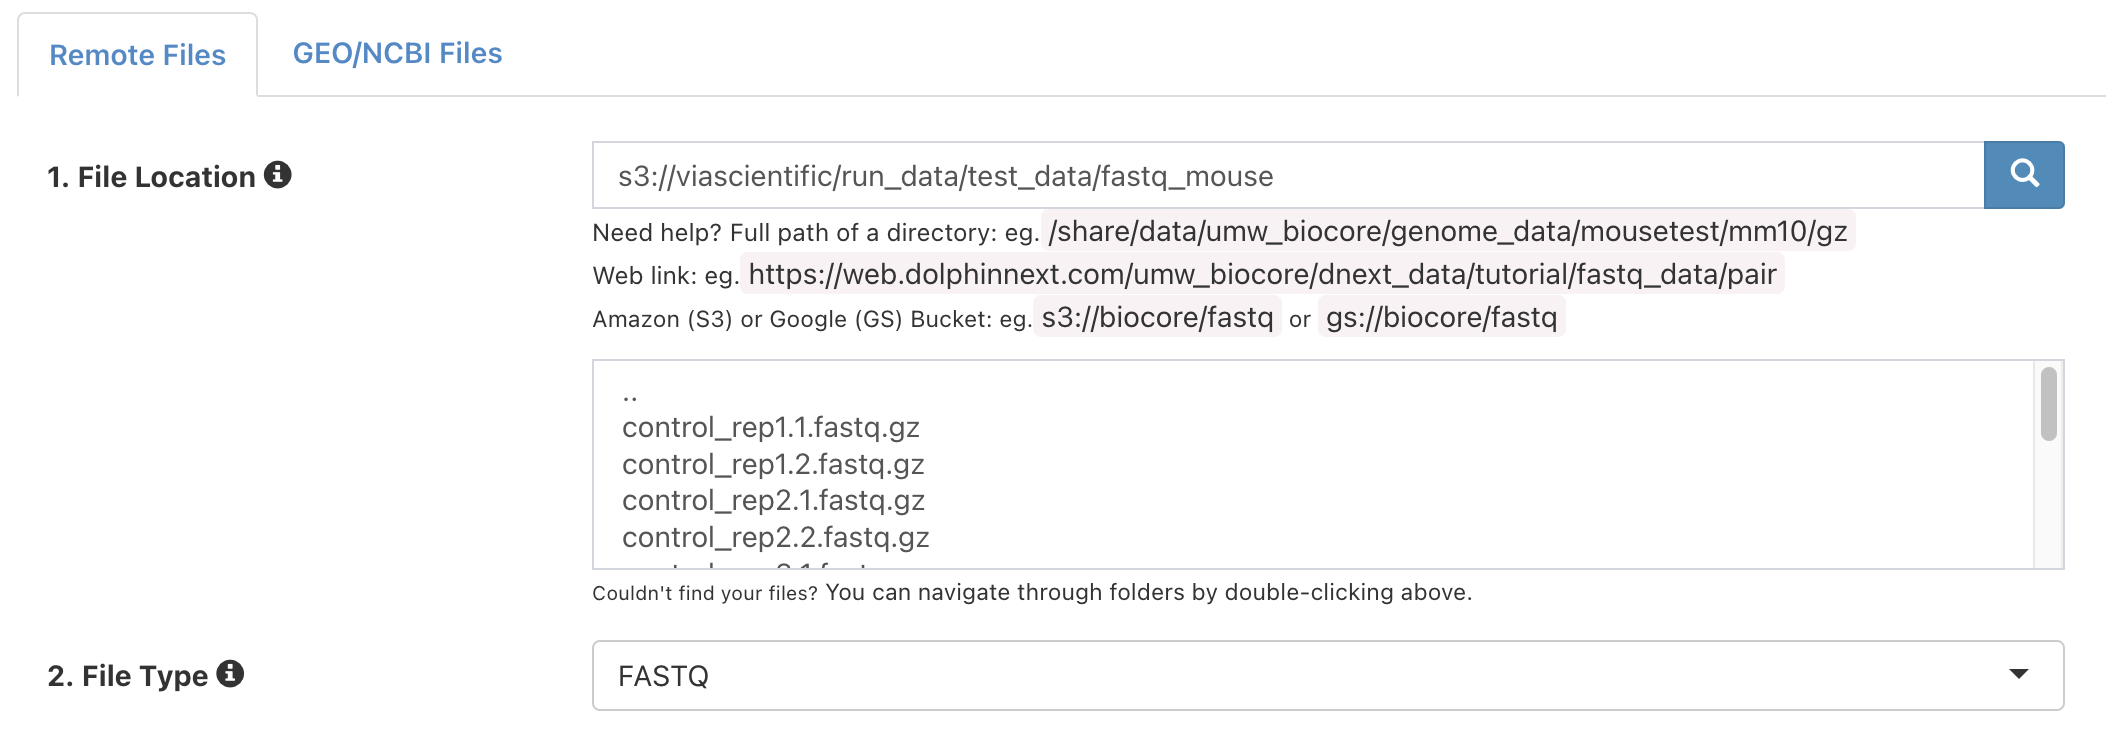 Remote Files
GEO/NCBI Files
1. File Location
s3://viascientific/run_data/test_data/fastq_mouse
Need help? Full path of a directory: eg. /share/data/umw_biocore/genome_data/mousetest/mm10/gz
Web link: eg. https://web.dolphinnext.com/umw_biocore/dnext_data/tutorial/fastq_data/pair
Amazon (S3) or Google (GS) Bucket: eg. s3://biocore/fastq or gs://biocore/fastq
..
control_rep1.1.fastq.gz
control_rep1.2.fastq.gz
control_rep2.1.fastq.gz
control_rep2.2.fastq.gz
Couldn't find your files? You can navigate through folders by double-clicking above.
2. File Type
FASTQ